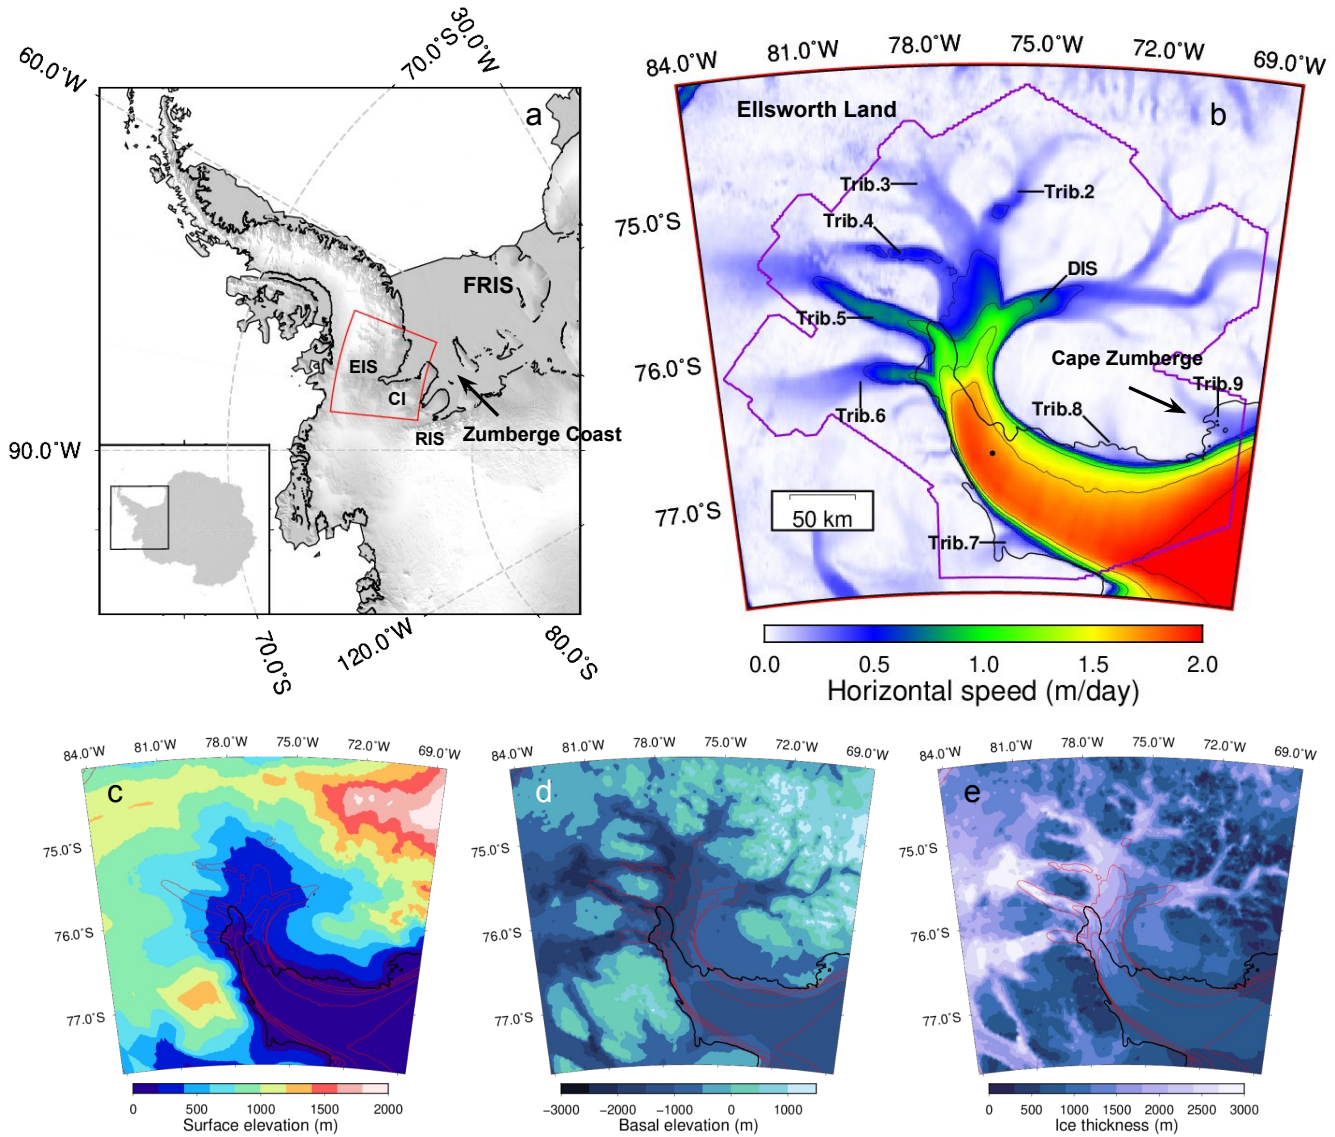 60.0°W
70.0°S
30.0°W
a
FRIS
EIS
CI
RIS
Zumberge Coast
90.0°W
70.0°S
120.0°W
80.0°S
84.0°W
81.0°W
78.0°W
75.0°W
72.0°W
69.0°W
Ellsworth Land
b
Trib.3
Trib.2
Trib.4
75.0°S
DIS
Trib.5
Cape Zumberge
76.0°S
Trib.9
Trib.6
Trib.8
77.0°S
50 km
Trib.7
0.0 0.5 1.0 1.5 2.0
Horizontal speed (m/day)
84.0°W 81.0°W 78.0°W 75.0°W 72.0°W 69.0°W
c
75.0°S
76.0°S
77.0°S
0 500 1000 1500 2000
Surface elevation (m)
84.0°W 81.0°W 78.0°W 75.0°W 72.0°W 69.0°W
d
75.0°S
76.0°S
77.0°S
−3000 −2000 −1000 0 1000
Basal elevation (m)
84.0°W 81.0°W 78.0°W 75.0°W 72.0°W 69.0°W
e
75.0°S
76.0°S
77.0°S
0 500 1000 1500 2000 2500 3000
Ice thickness (m)